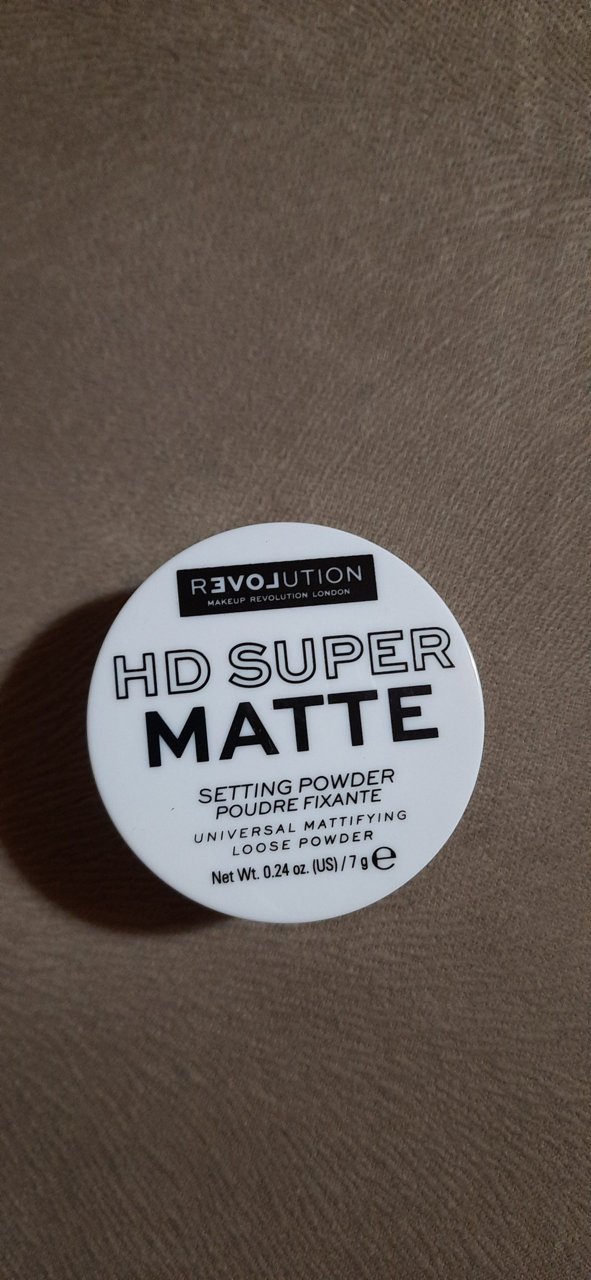 REVOLUTION
MAKEUP REVOLUTION LONDON
HD SUPER
MATTE
SETTING POWDER
POUDRE FIXANTE
UNIVERSAL MATTIFYING
LOOSE POWDER
Net Wt. 0.24 oz. (US) / 7 g ℮